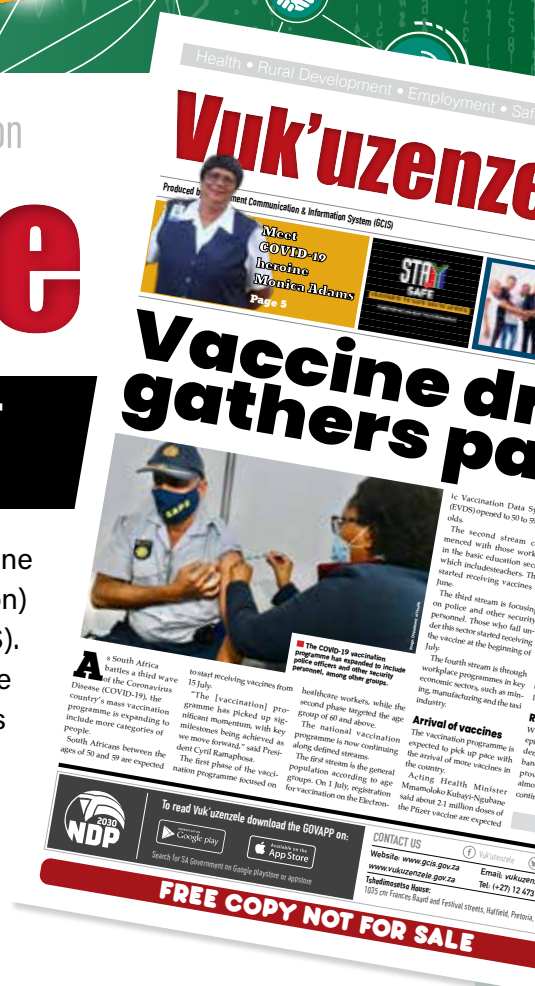 on
e
r
ne
n)
s).
e
s
Health • Rural Development • Employment • Saf
Vuk'uzenze
Produced by ment Communication & Information System (GCIS)
Meet
COVID-19
heroine
Monica Adams
Page 5
STAY
SAFE
Vaccine dr
gathers pa
SAPS
The COVID-19 vaccination
programme has expanded to include
police officers and other security
personnel, among other groups.
As South Africa
battles a third wave
of the Coronavirus
Disease (COVID-19), the
country's mass vaccination
programme is expanding to
include more categories of
people.
South Africans between the
ages of 50 and 59 are expected
to start receiving vaccines from
15 July.
"The [vaccination] pro-
gramme has picked up sig-
nificant momentum, with key
milestones being achieved as
we move forward," said Presi-
dent Cyril Ramaphosa.
The first phase of the vacci-
nation programme focused on
healthcare workers, while the
second phase targeted the age
group of 60 and above.
The national vaccination
programme is now continuing
along defined streams.
The first stream is the general
population according to age
groups. On 1 July, registration
for vaccination on the Electron-
ic Vaccination Data Sy
(EVDS) opened to 50 to 59
olds.
The second stream c
menced with those work
in the basic education sec
which includesteachers. Th
started receiving vaccines
June.
The third stream is focusing
on police and other security
personnel. Those who fall un-
der this sector started receiving
the vaccine at the beginning of
July.
The fourth stream is through
workplace programmes in key
economic sectors, such as min-
ing, manufacturing and the taxi
industry.
Arrival of vaccines
The vaccination programme is
expected to pick up pace with
the arrival of more vaccines in
the country.
Acting Health Minister
Mmamoloko Kubayi-Ngubane
said about 2.1 million doses of
the Pfizer vaccine are expected
2030
NDP
To read Vuk'uzenzele download the GOVAPP on:
Google play
Available on the
App Store
Search for SA Government on Google playstore or appstore
CONTACT US
Website: www.gcis.gov.za
www.vukuzenzele.gov.za
Tshedimosetso House:
1035 cnr Frances Baard and Festival streets, Hatfield, Pretoria,
Vuk'uzenzele
Email: vukuzen
Tel: (+27) 12 473
FREE COPY NOT FOR SALE